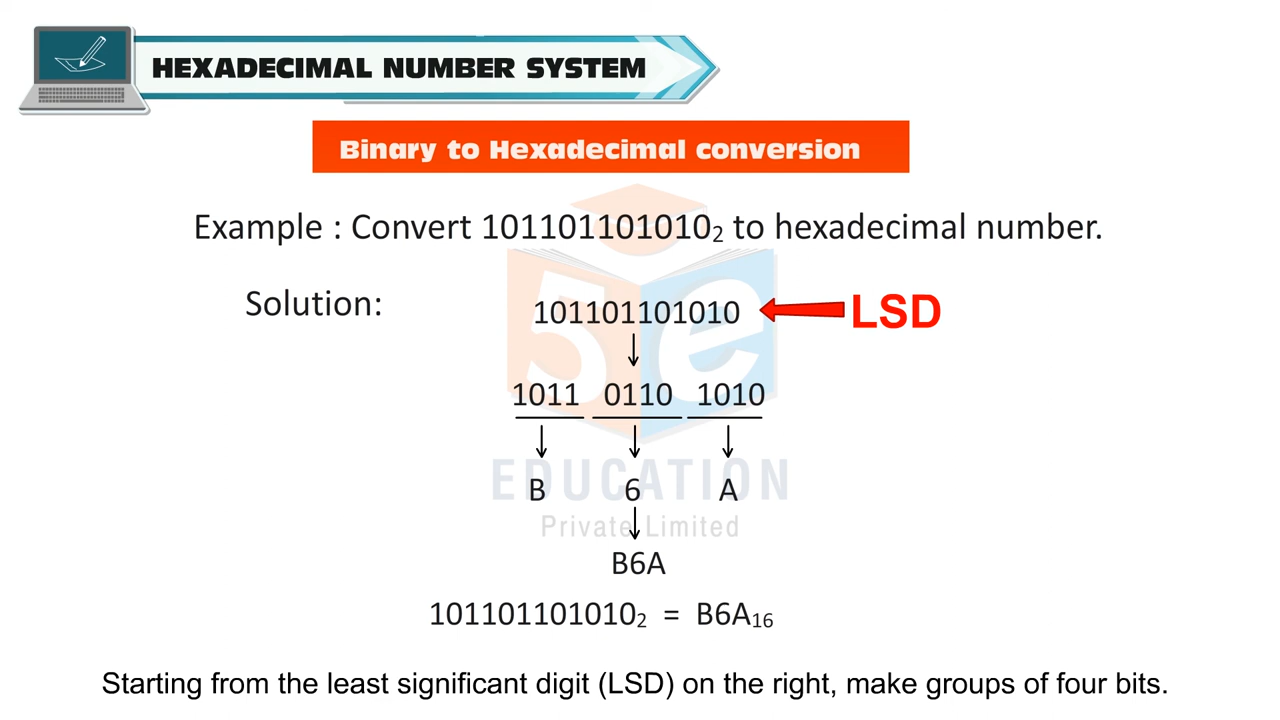 HEXADECIMAL NUMBER SYSTEM
Binary to Hexadecimal conversion
Example : Convert 101101101010₂ to hexadecimal number.
Solution:
101101101010 LSD
1011 0110 1010
B 6 A
EDUCATION
Private Limited
B6A
101101101010₂ = B6A₁₆
Starting from the least significant digit (LSD) on the right, make groups of four bits.
5e